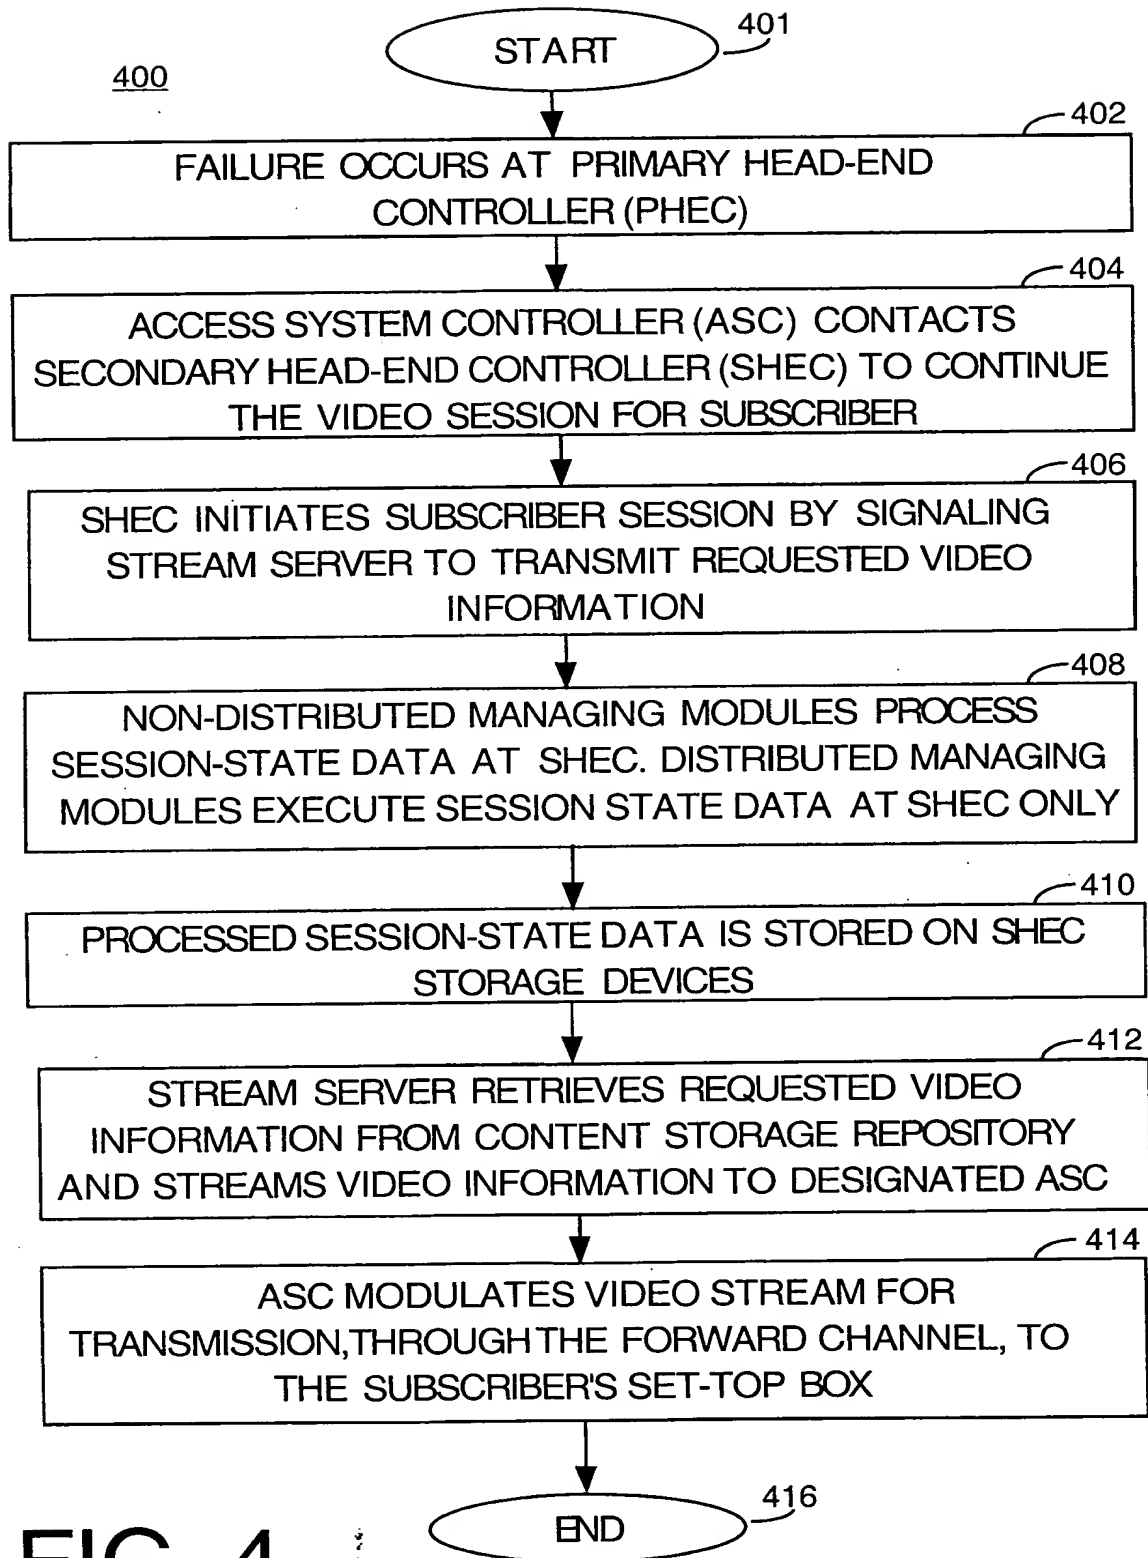 START
401
400
402
FAILURE OCCURS AT PRIMARY HEAD-END
CONTROLLER (PHEC)
404
ACCESS SYSTEM CONTROLLER (ASC) CONTACTS
SECONDARY HEAD-END CONTROLLER (SHEC) TO CONTINUE
THE VIDEO SESSION FOR SUBSCRIBER
406
SHEC INITIATES SUBSCRIBER SESSION BY SIGNALING
STREAM SERVER TO TRANSMIT REQUESTED VIDEO
INFORMATION
408
NON-DISTRIBUTED MANAGING MODULES PROCESS
SESSION-STATE DATA AT SHEC. DISTRIBUTED MANAGING
MODULES EXECUTE SESSION STATE DATA AT SHEC ONLY
410
PROCESSED SESSION-STATE DATA IS STORED ON SHEC
STORAGE DEVICES
412
STREAM SERVER RETRIEVES REQUESTED VIDEO
INFORMATION FROM CONTENT STORAGE REPOSITORY
AND STREAMS VIDEO INFORMATION TO DESIGNATED ASC
414
ASC MODULATES VIDEO STREAM FOR
TRANSMISSION,THROUGH THE FORWARD CHANNEL, TO
THE SUBSCRIBER'S SET-TOP BOX
416
END
FIG. 4